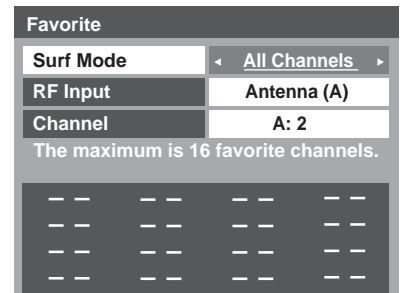 Favorite
Surf Mode ◂ All Channels ▸
RF Input Antenna (A)
Channel A: 2
The maximum is 16 favorite channels.
– – – – – – – –
– – – – – – – –
– – – – – – – –
– – – – – – – –